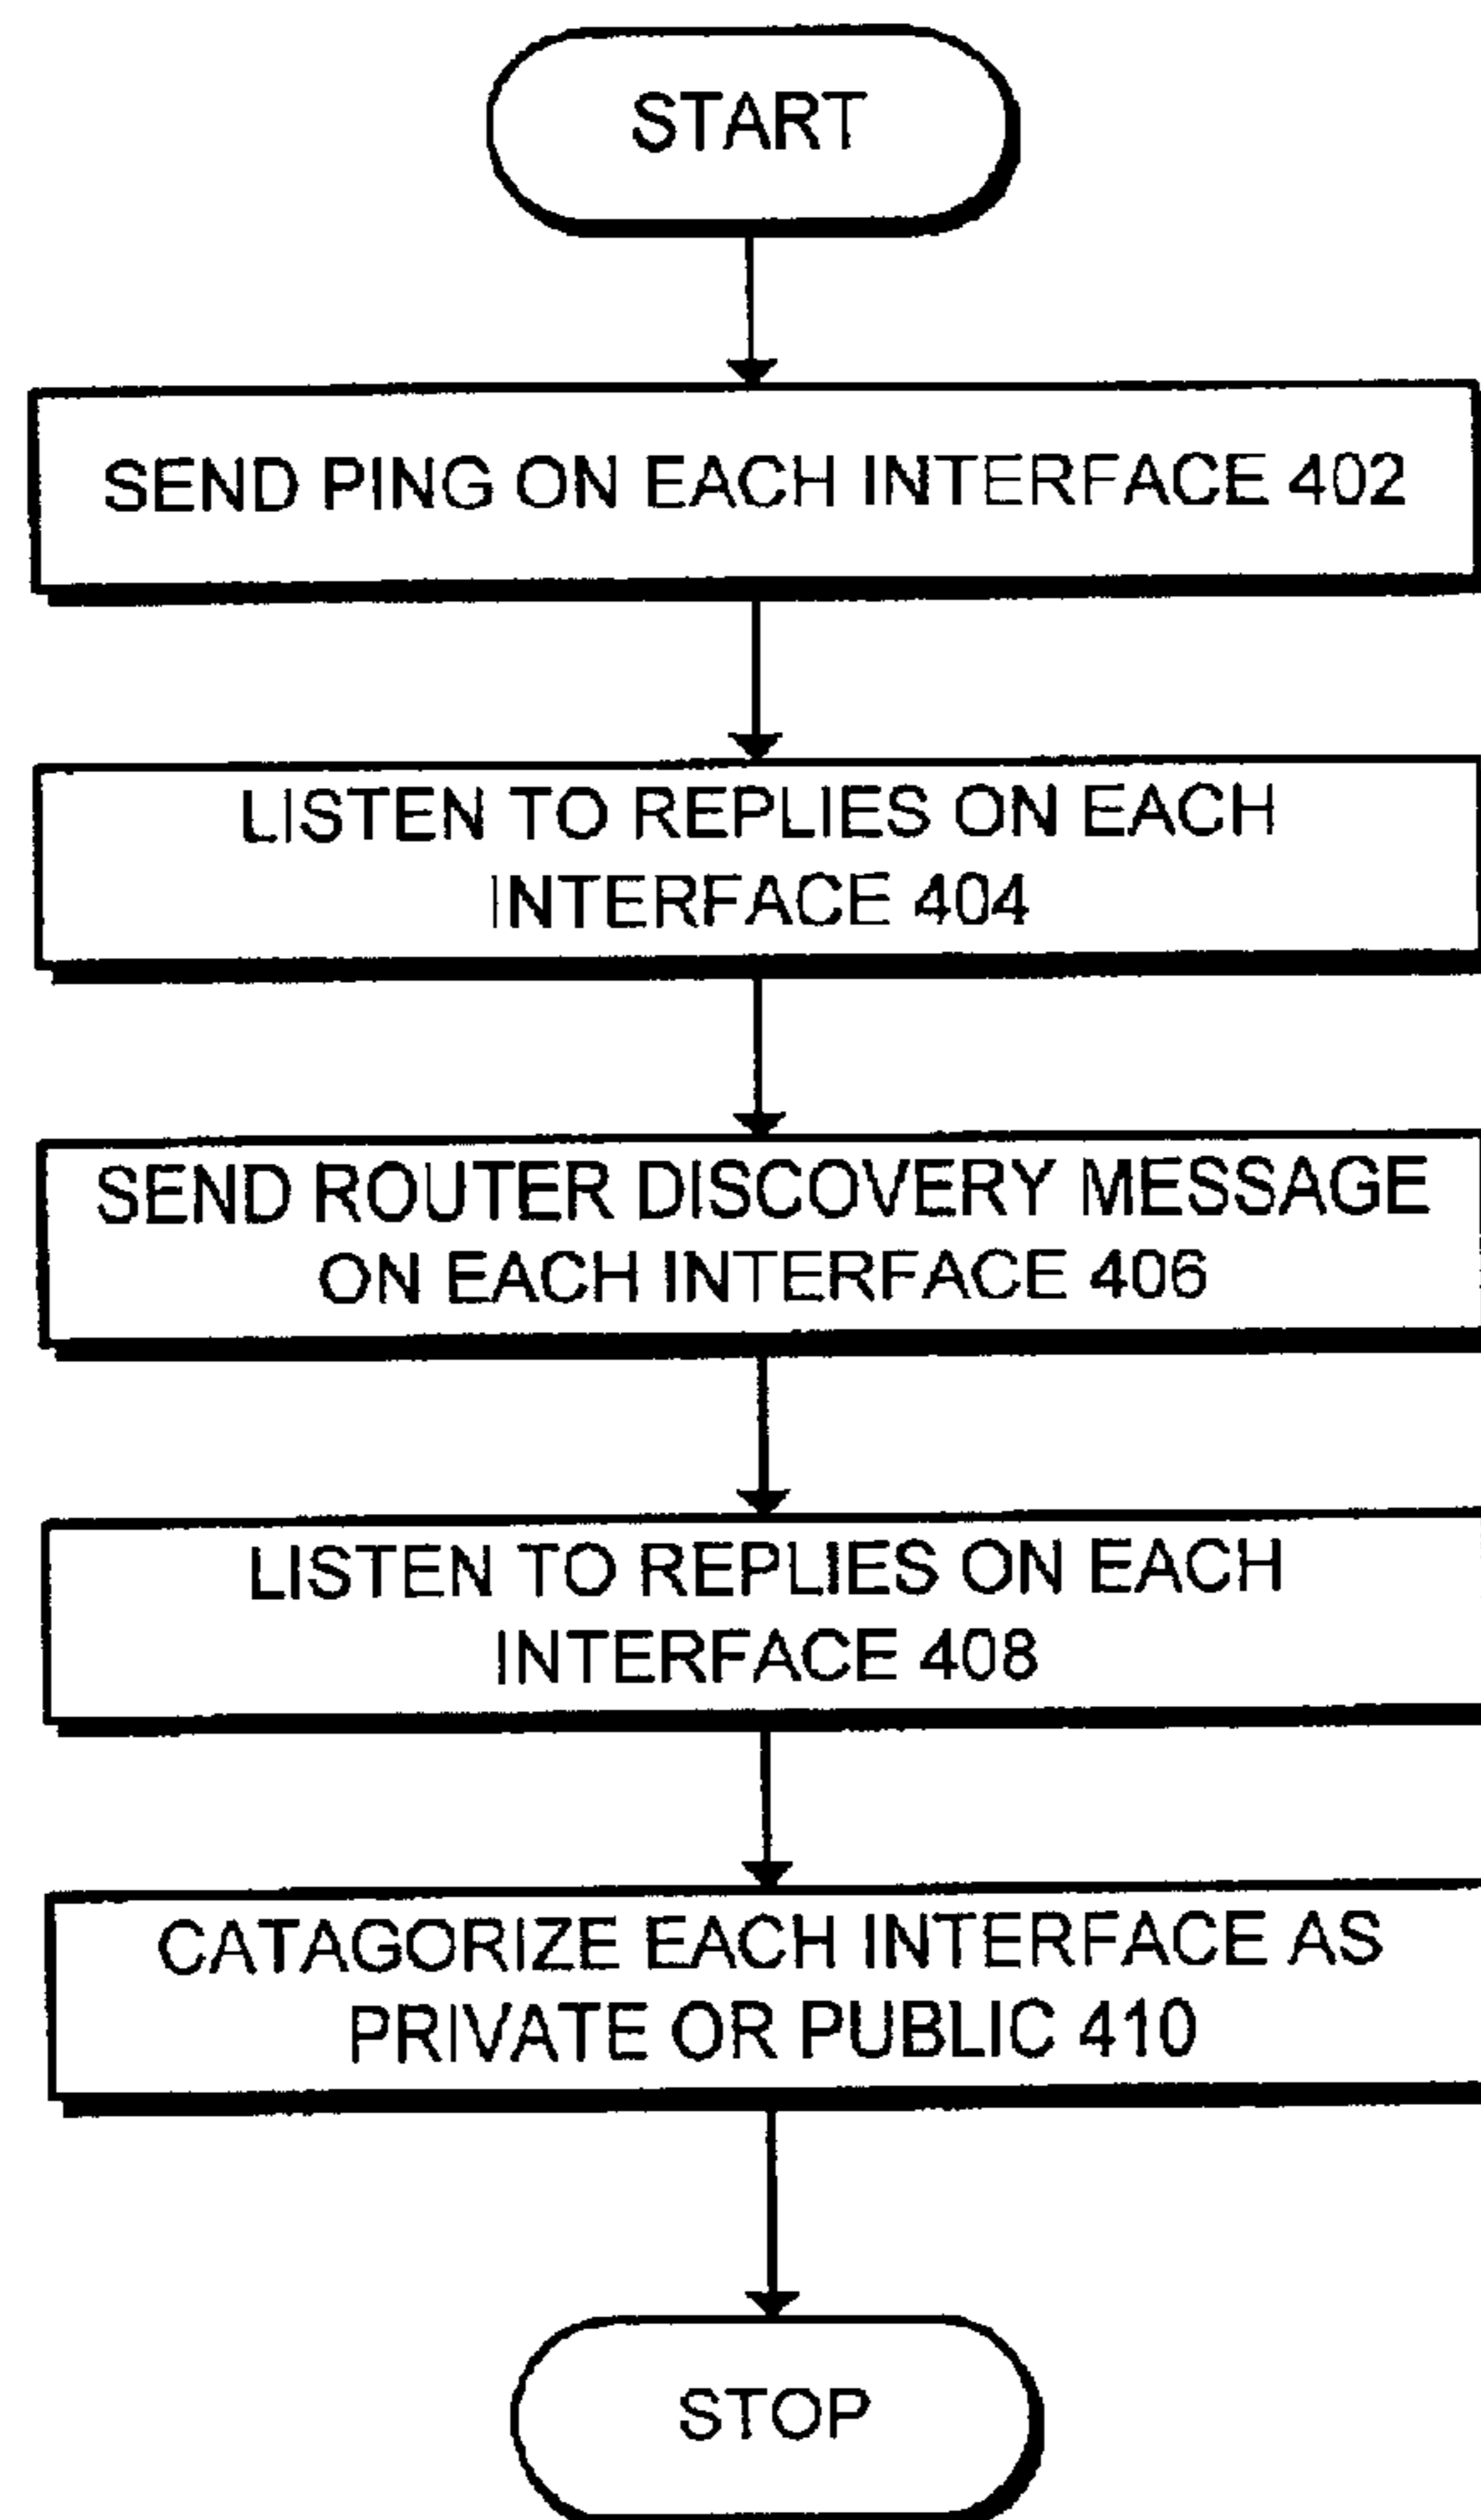 START
SEND PING ON EACH INTERFACE 402
LISTEN TO REPLIES ON EACH
INTERFACE 404
SEND ROUTER DISCOVERY MESSAGE
ON EACH INTERFACE 406
LISTEN TO REPLIES ON EACH
INTERFACE 408
CATAGORIZE EACH INTERFACE AS
PRIVATE OR PUBLIC 410
STOP